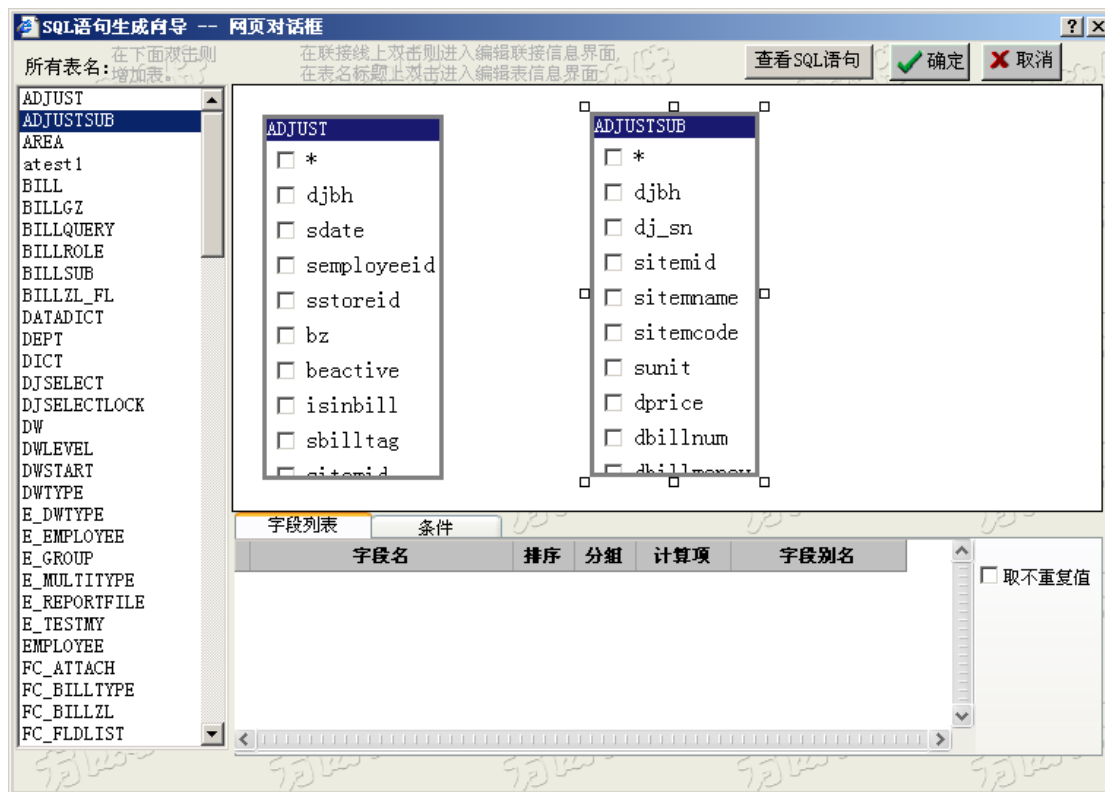 SQL语句生成向导 -- 网页对话框
所有表名:
在下面双击则
增加表。
在联接线上双击则进入编辑联接信息界面,
在表名标题上双击进入编辑表信息界面
查看SQL语句
确定
取消
ADJUST
ADJUSTSUB
AREA
atest1
BILL
BILLGZ
BILLQUERY
BILLROLE
BILLSUB
BILLZL_FL
DATADICT
DEPT
DICT
DJSELECT
DJSELECTLOCK
DW
DWLEVEL
DWSTART
DWTYPE
E_DWTYPE
E_EMPLOYEE
E_GROUP
E_MULTITYPE
E_REPORTFILE
E_TESTMY
EMPLOYEE
FC_ATTACH
FC_BILLTYPE
FC_BILLZL
FC_FLDLIST
ADJUST
*
djbh
sdate
semployeeid
sstoreid
bz
beactive
isinbill
sbilltag
sitemid
ADJUSTSUB
*
djbh
dj_sn
sitemid
sitemname
sitemcode
sunit
dprice
dbillnum
dbillmoney
字段列表
条件
字段名 排序 分组 计算项 字段别名
取不重复值